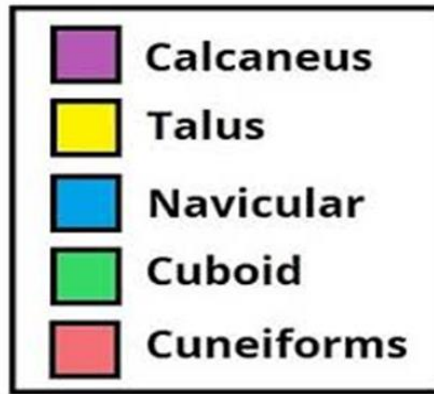 Calcaneus
Talus
Navicular
Cuboid
Cuneiforms